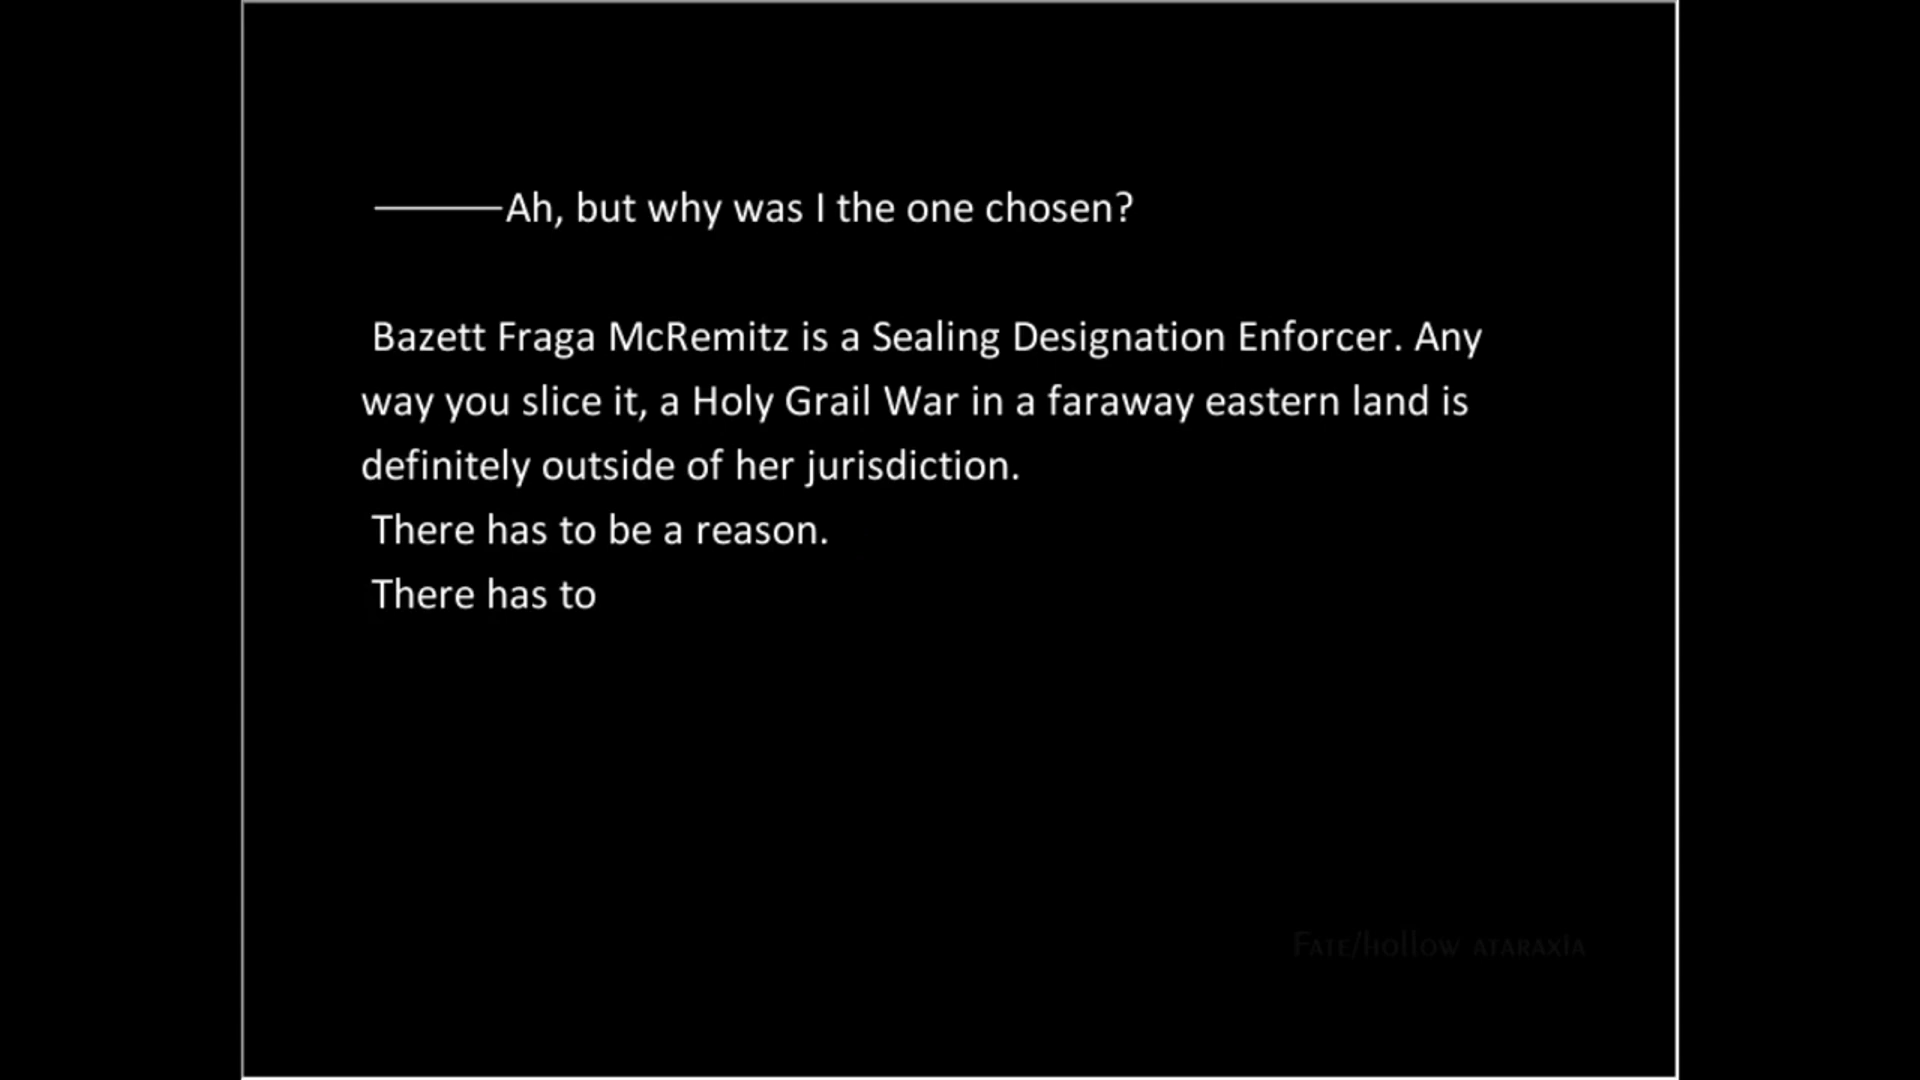 ———Ah, but why was I the one chosen?
Bazett Fraga McRemitz is a Sealing Designation Enforcer. Any
way you slice it, a Holy Grail War in a faraway eastern land is
definitely outside of her jurisdiction.
There has to be a reason.
There has to
Fate/hollow ataraxia